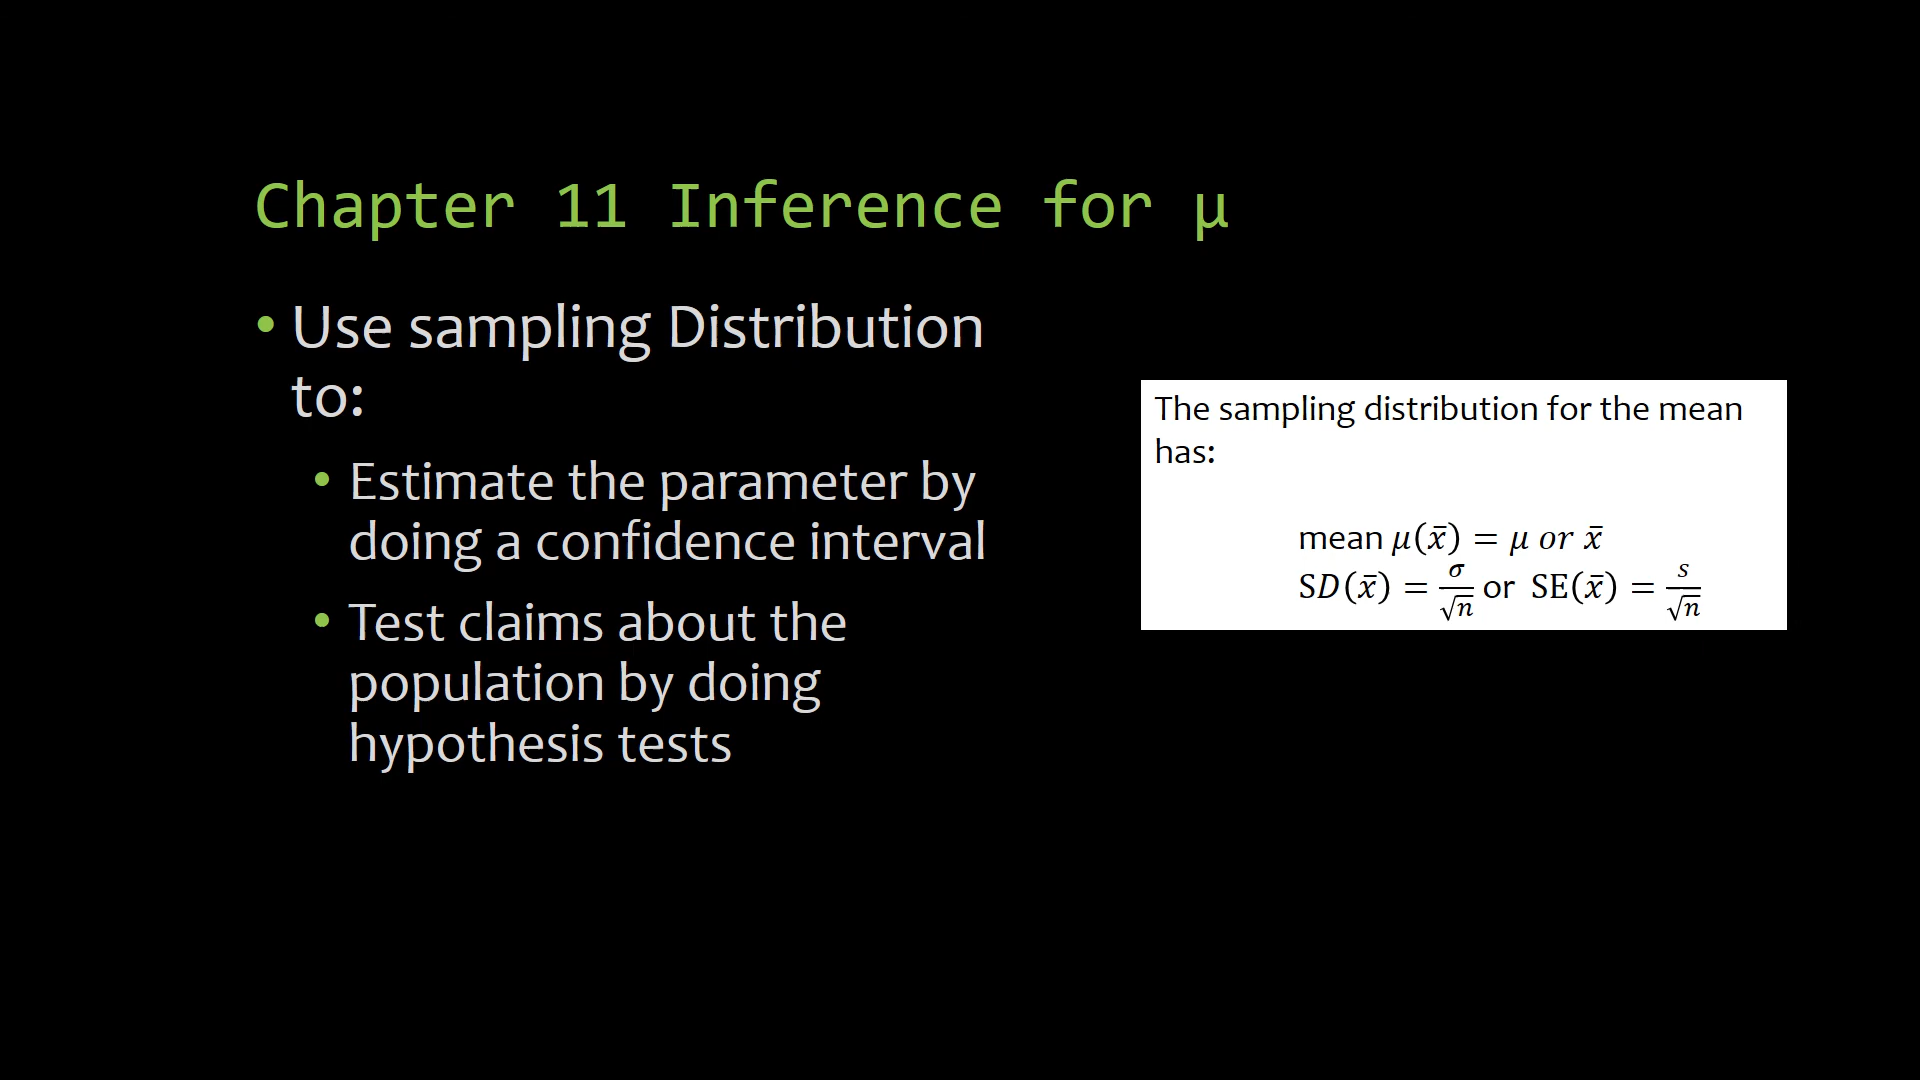 Chapter 11 Inference for μ
• Use sampling Distribution
to:
• Estimate the parameter by
doing a confidence interval
• Test claims about the
population by doing
hypothesis tests
The sampling distribution for the mean
has:
mean μ(x̄) = μ or x̄
SD(x̄) = σ/√n or SE(x̄) = s/√n